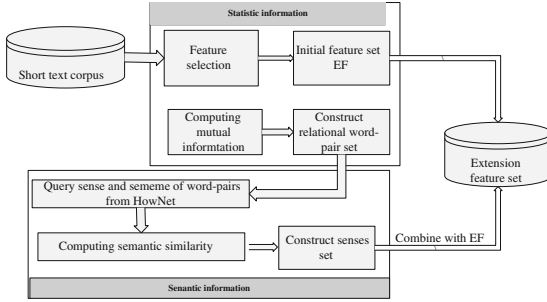 Statistic information
Short text corpus
Feature
selection
Initial feature set
EF
Computing
mutual
informtation
Construct
relational word-
pair set
Extension
feature set
Query sense and sememe of word-pairs
from HowNet
Computing semantic similarity
Construct senses
set
Combine with EF
Senantic information